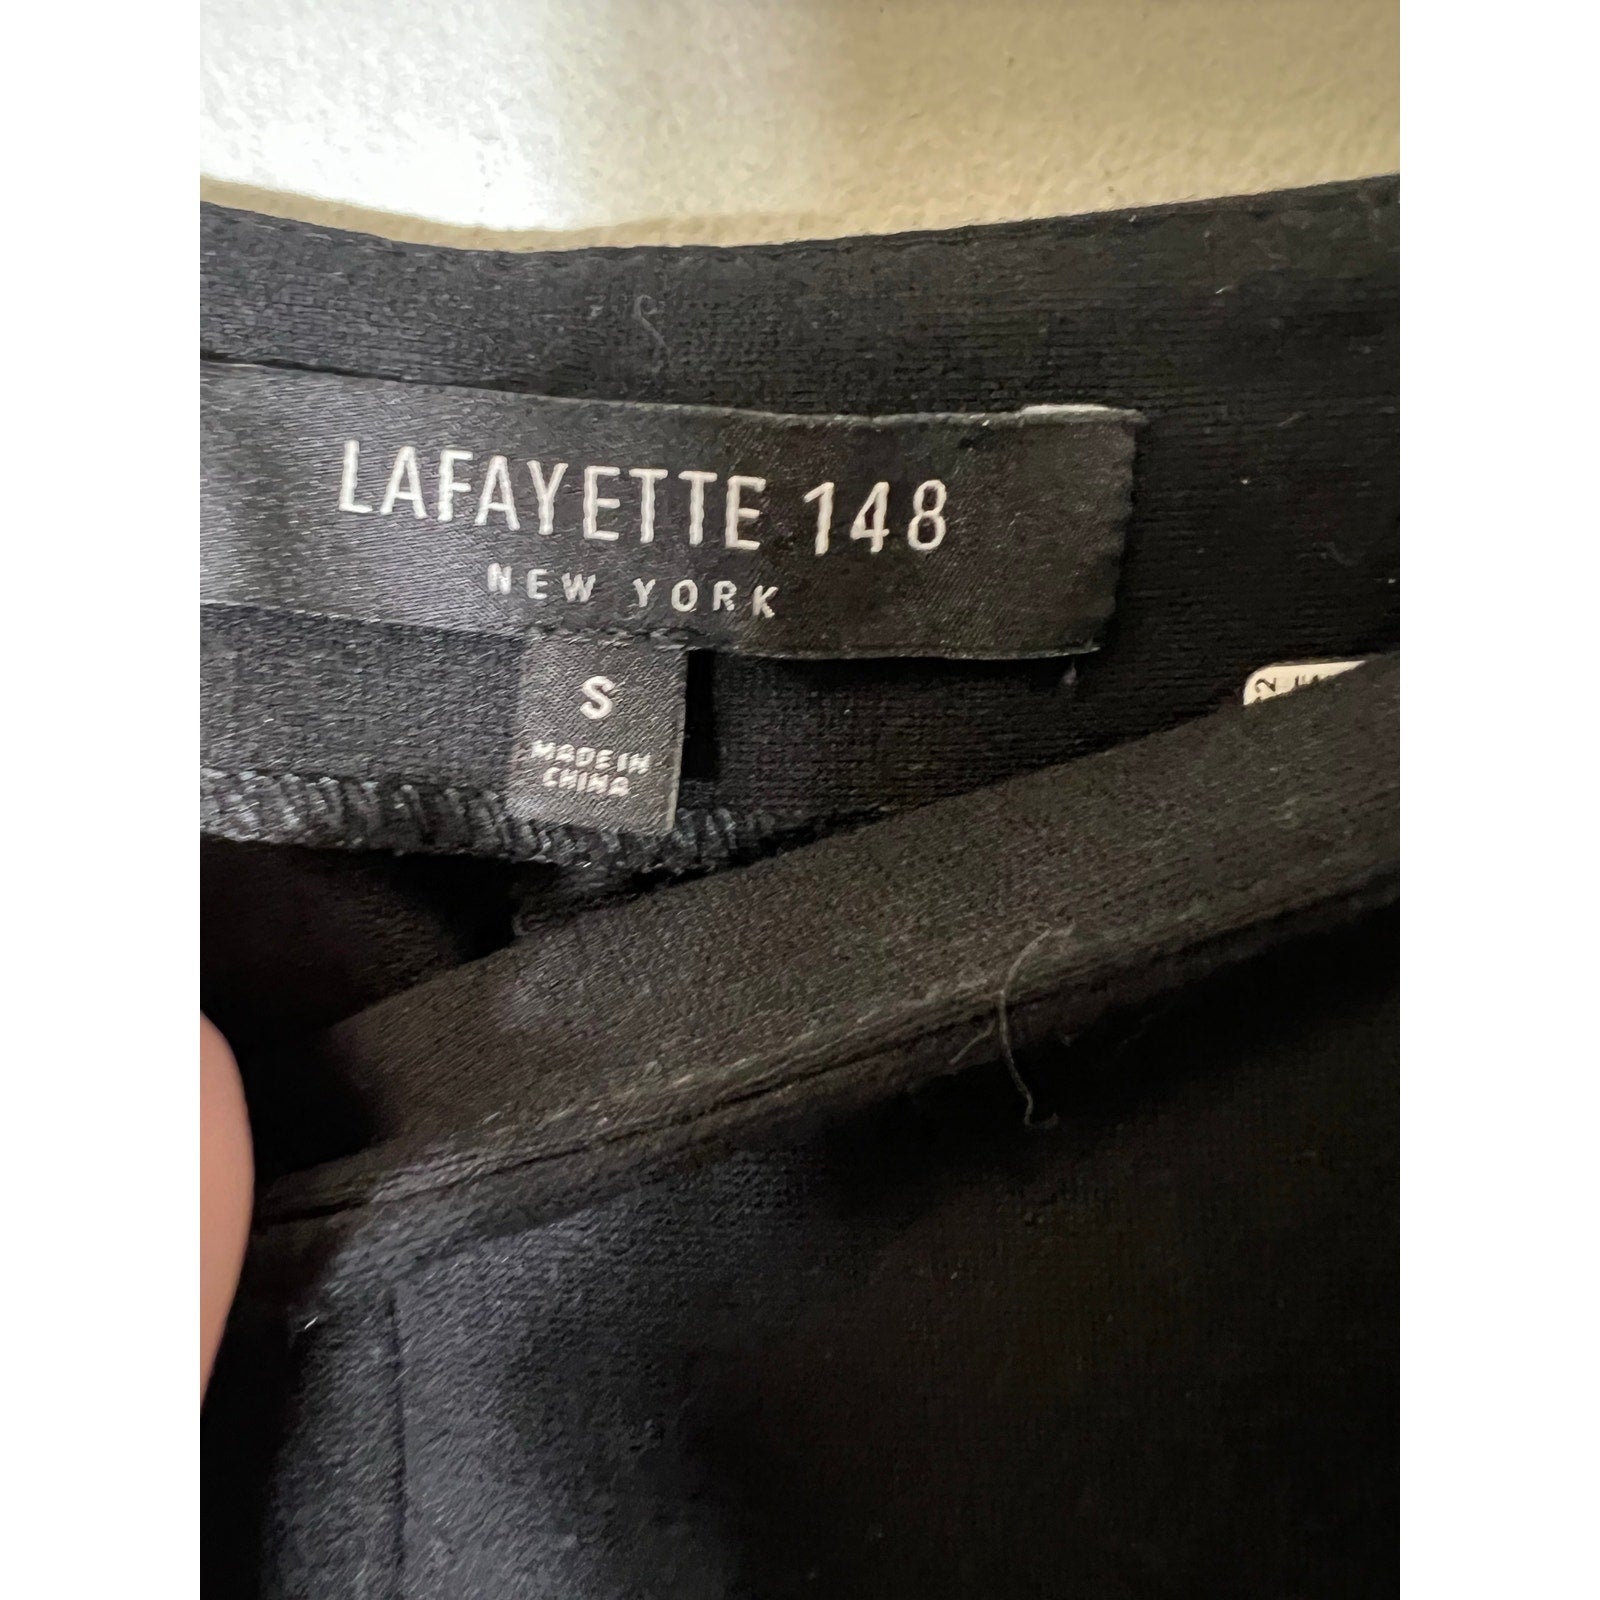 LAFAYETTE 148
NEW YORK
S
MADE IN
CHINA